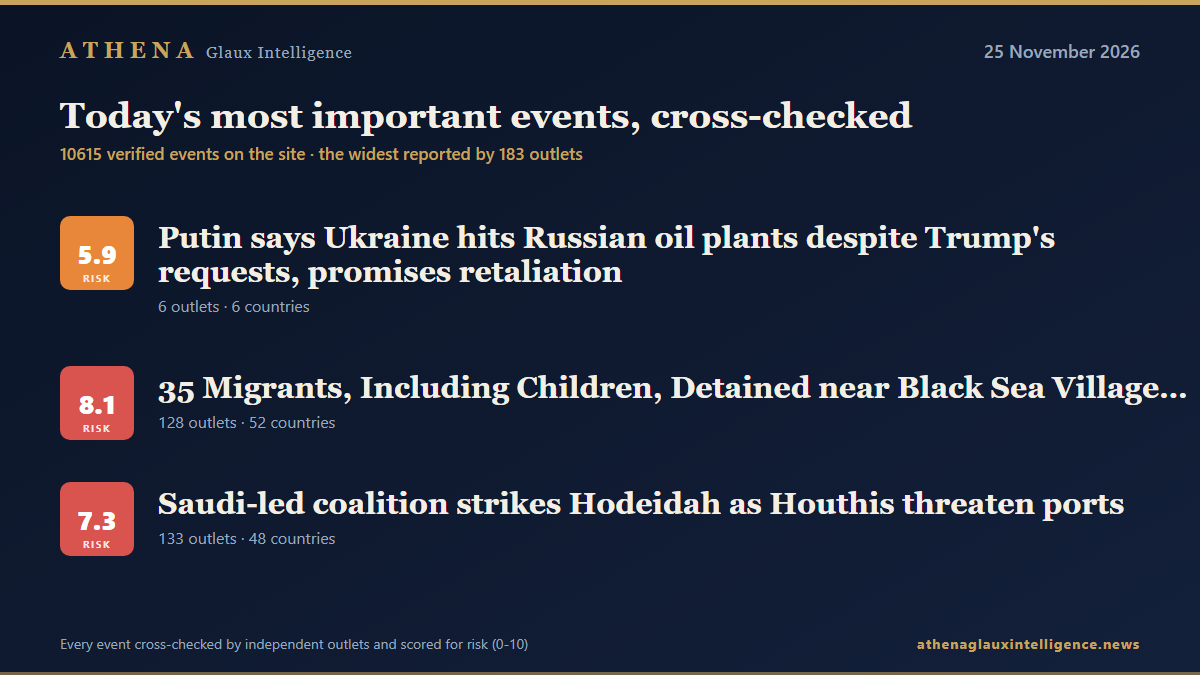 ATHENA Glaux Intelligence
25 November 2026
Today's most important events, cross-checked
10615 verified events on the site · the widest reported by 183 outlets
5.9
RISK
Putin says Ukraine hits Russian oil plants despite Trump's
requests, promises retaliation
6 outlets · 6 countries
8.1
RISK
35 Migrants, Including Children, Detained near Black Sea Village...
128 outlets · 52 countries
7.3
RISK
Saudi-led coalition strikes Hodeidah as Houthis threaten ports
133 outlets · 48 countries
Every event cross-checked by independent outlets and scored for risk (0-10)
athenaglauxintelligence.news